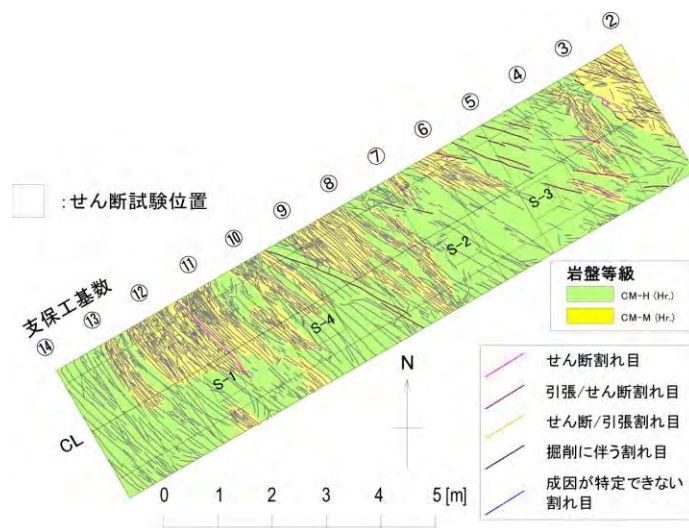 ②
③
④
⑤
⑥
⑦
⑧
⑨
⑩
⑪
⑫
⑬
⑭
支保工基数
:せん断試験位置
S-3
S-2
S-4
S-1
CL
N
0 1 2 3 4 5 [m]
岩盤等級
CM-H (Hr.)
CM-M (Hr.)
せん断割れ目
引張/せん断割れ目
せん断/引張割れ目
掘削に伴う割れ目
成因が特定できない
割れ目